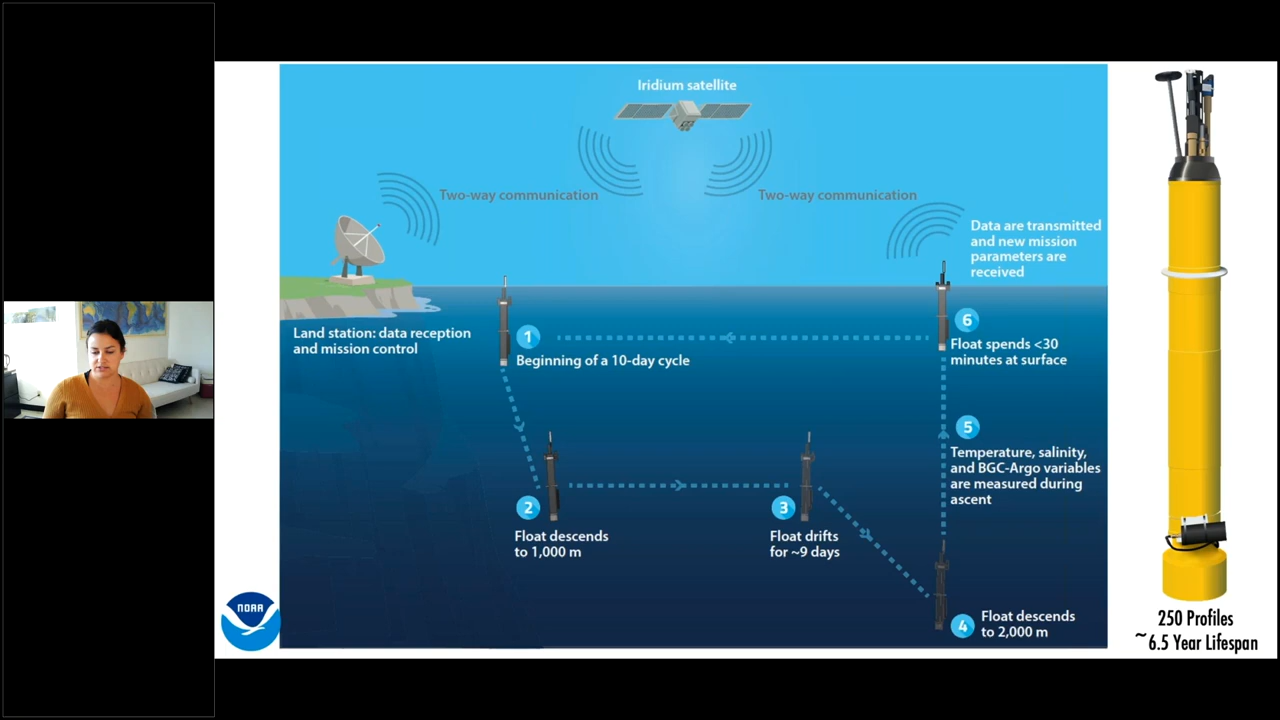 Iridium satellite
Two-way communication
Two-way communication
Data are transmitted
and new mission
parameters are
received
Land station: data reception
and mission control
1
Beginning of a 10-day cycle
6
Float spends <30
minutes at surface
5
Temperature, salinity,
and BGC-Argo variables
are measured during
ascent
2
Float descends
to 1,000 m
3
Float drifts
for ~9 days
4
Float descends
to 2,000 m
NOAA
250 Profiles
~6.5 Year Lifespan